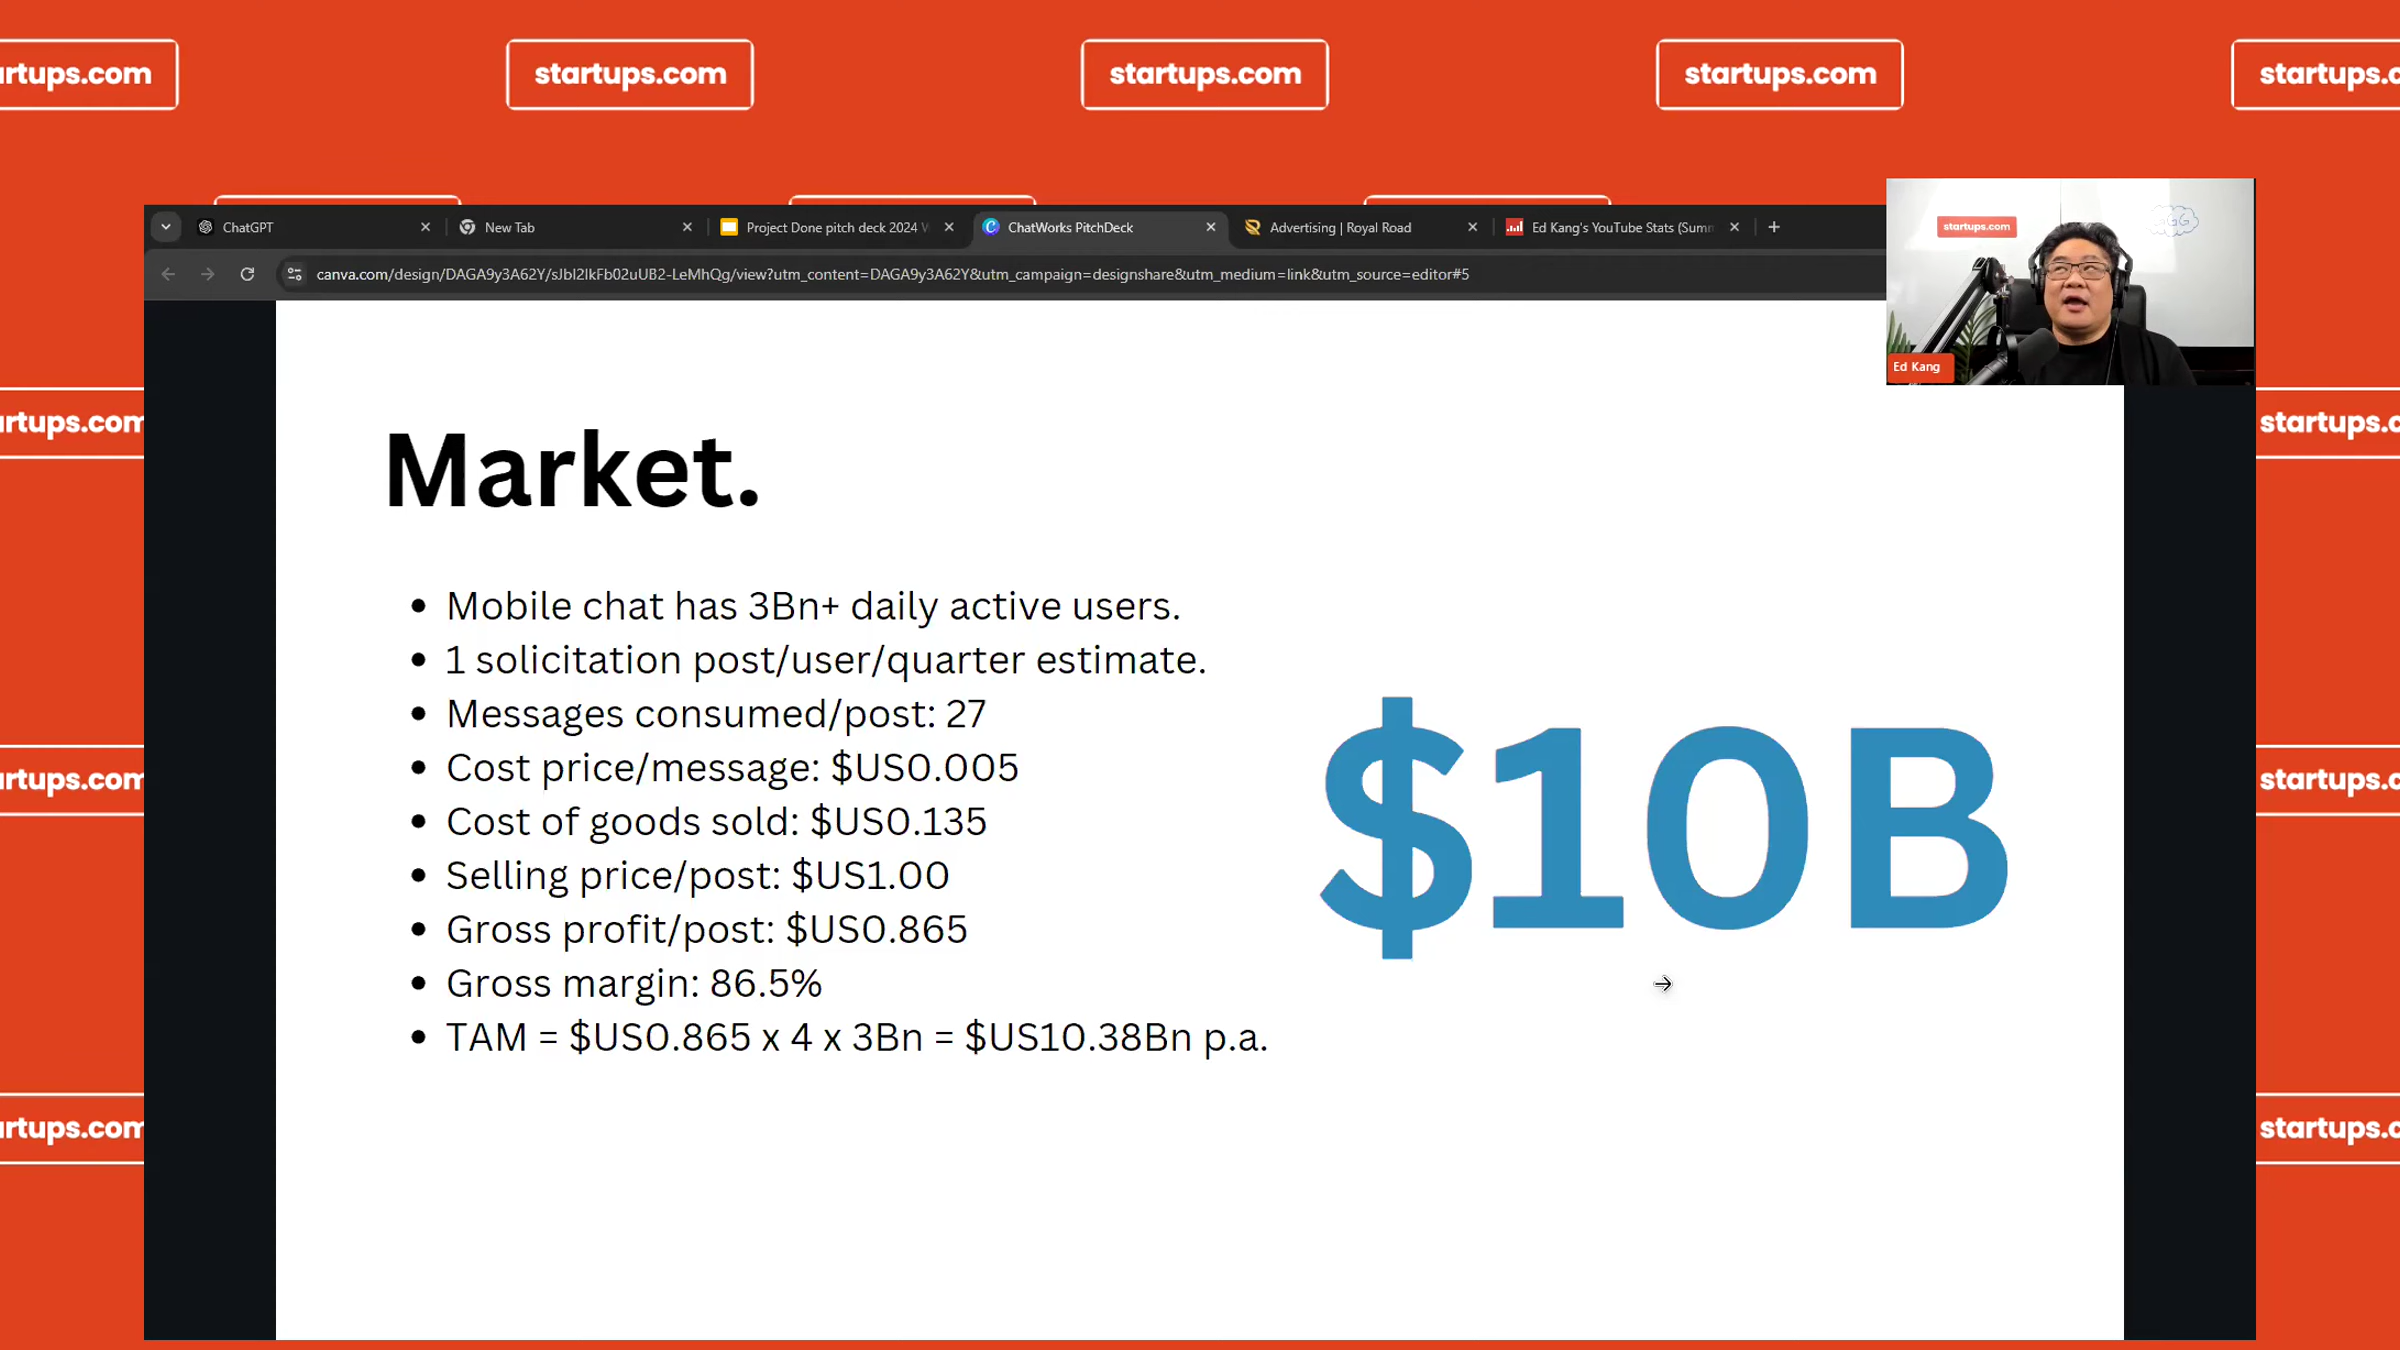 startups.com
startups.com
startups.com
ChatGPT
New Tab
Project Done pitch deck 2024
ChatWorks PitchDeck
Advertising | Royal Road
Ed Kang's YouTube Stats (Sum
canva.com/design/DAGA9y3A62Y/sJbI2IkFb02uUB2-LeMhQg/view?utm_content=DAGA9y3A62Y&utm_campaign=designshare&utm_medium=link&utm_source=editor#5
startups.com
Ed Kang
Market.
• Mobile chat has 3Bn+ daily active users.
• 1 solicitation post/user/quarter estimate.
• Messages consumed/post: 27
• Cost price/message: $US0.005
• Cost of goods sold: $US0.135
• Selling price/post: $US1.00
• Gross profit/post: $US0.865
• Gross margin: 86.5%
• TAM = $US0.865 x 4 x 3Bn = $US10.38Bn p.a.
$10B